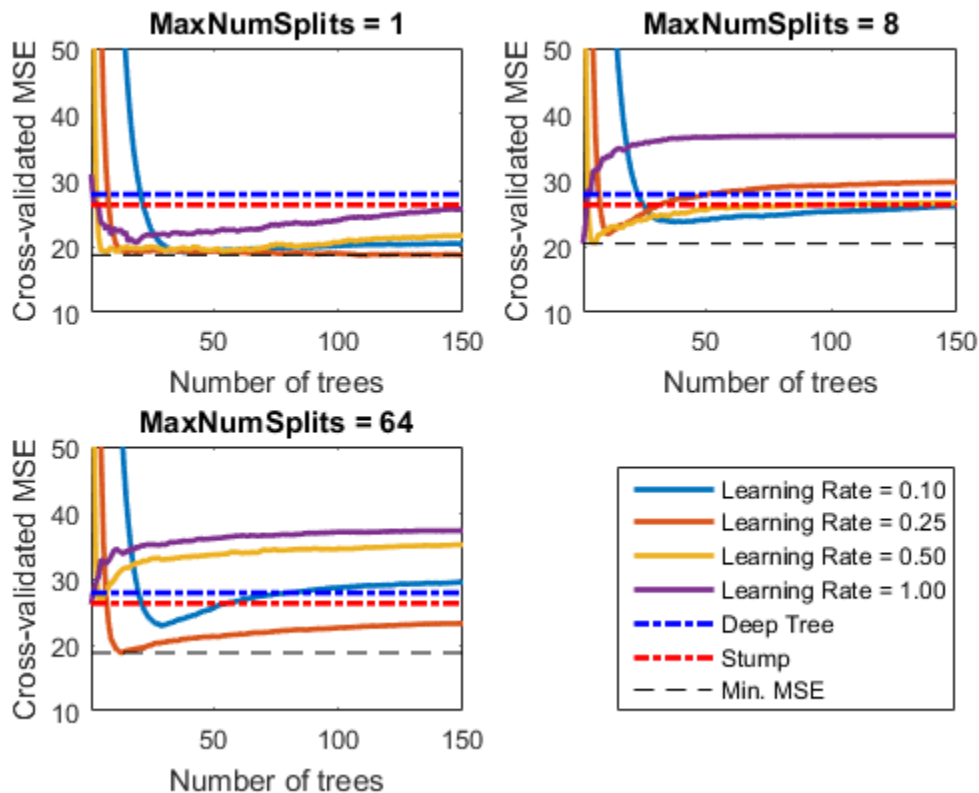 MaxNumSplits = 1
50
40
30
20
10
Cross-validated MSE
50
100
150
Number of trees
MaxNumSplits = 8
50
40
30
20
10
Cross-validated MSE
50
100
150
Number of trees
MaxNumSplits = 64
50
40
30
20
10
Cross-validated MSE
50
100
150
Number of trees
Learning Rate = 0.10
Learning Rate = 0.25
Learning Rate = 0.50
Learning Rate = 1.00
Deep Tree
Stump
Min. MSE